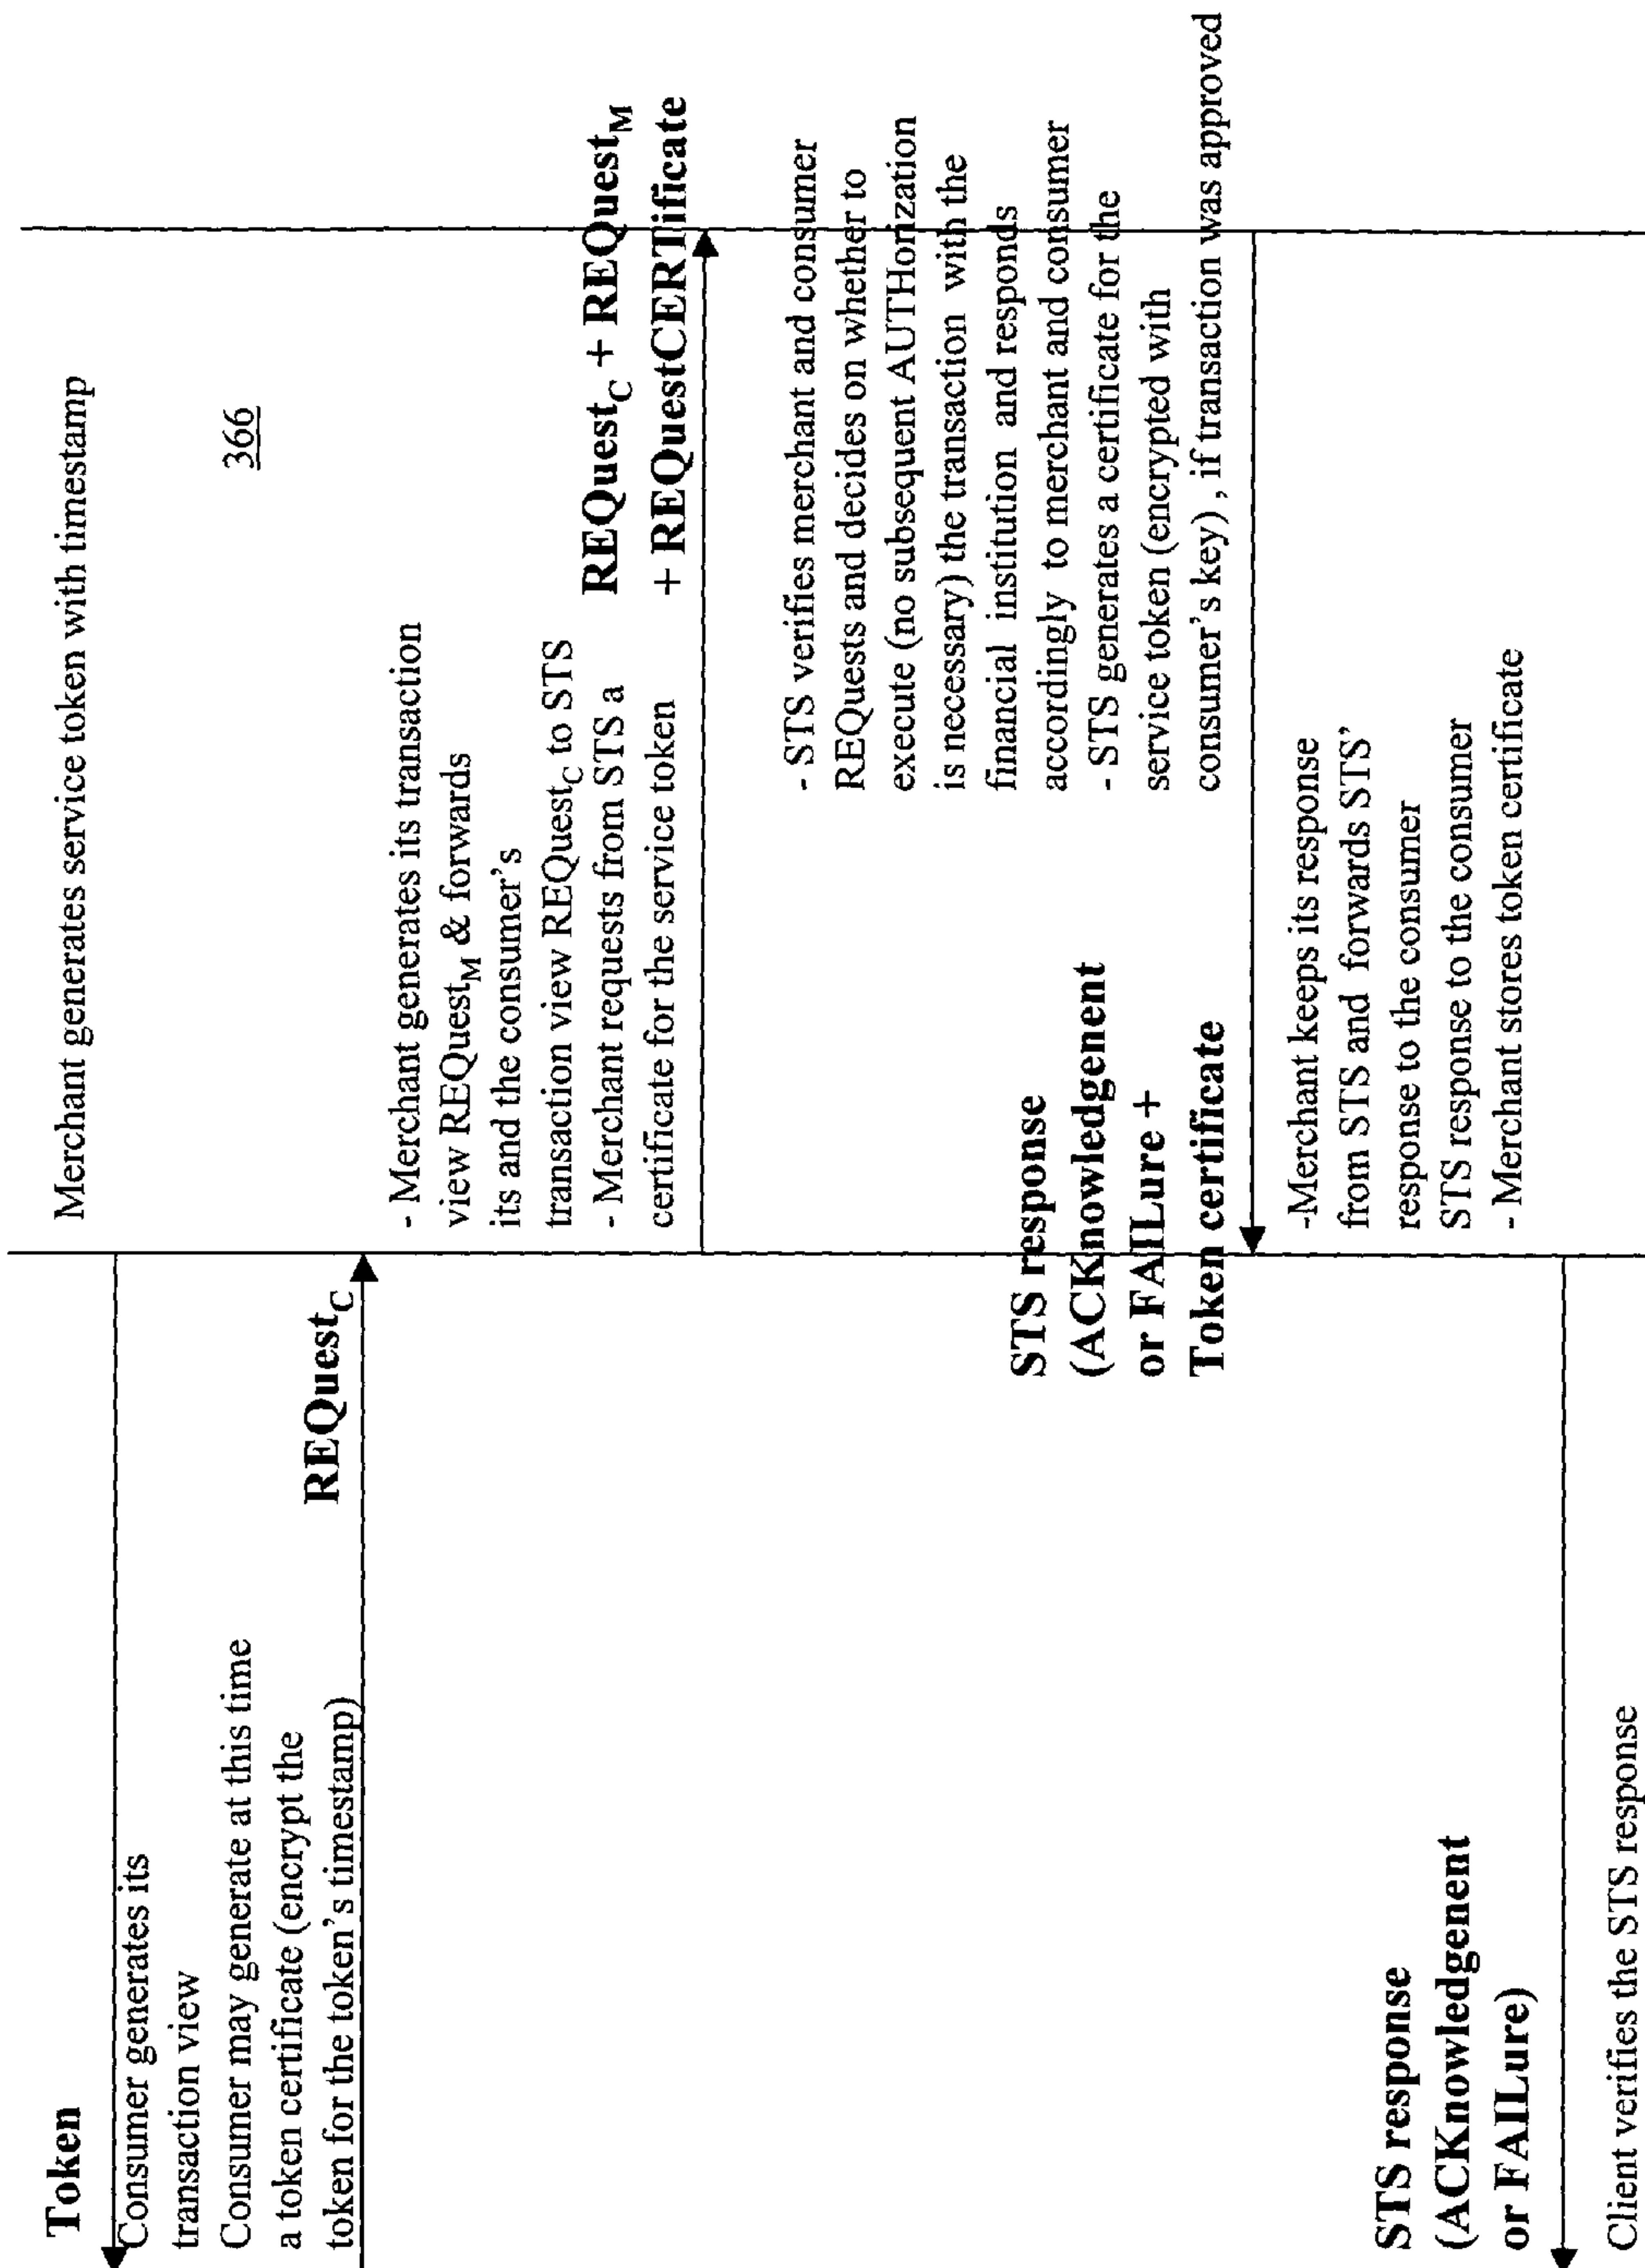 Merchant generates service token with timestamp
366
Token
Consumer generates its
transaction view
Consumer may generate at this time
a token certificate (encrypt the
token for the token's timestamp)
REQuest_C
- Merchant generates its transaction
view REQuest_M & forwards
its and the consumer's
transaction view REQuest_C to STS
- Merchant requests from STS a
certificate for the service token
REQuest_C + REQuest_M
+ REQuestCERTificate
- STS verifies merchant and consumer
REQuests and decides on whether to
execute (no subsequent AUTHorization
is necessary) the transaction with the
financial institution and responds
accordingly to merchant and consumer
- STS generates a certificate for the
service token (encrypted with
consumer's key), if transaction was approved
STS response
(ACKnowledgenent
or FAILure +
Token certificate
-Merchant keeps its response
from STS and forwards STS'
response to the consumer
STS response to the consumer
- Merchant stores token certificate
STS response
(ACKnowledgenent
or FAILure)
Client verifies the STS response